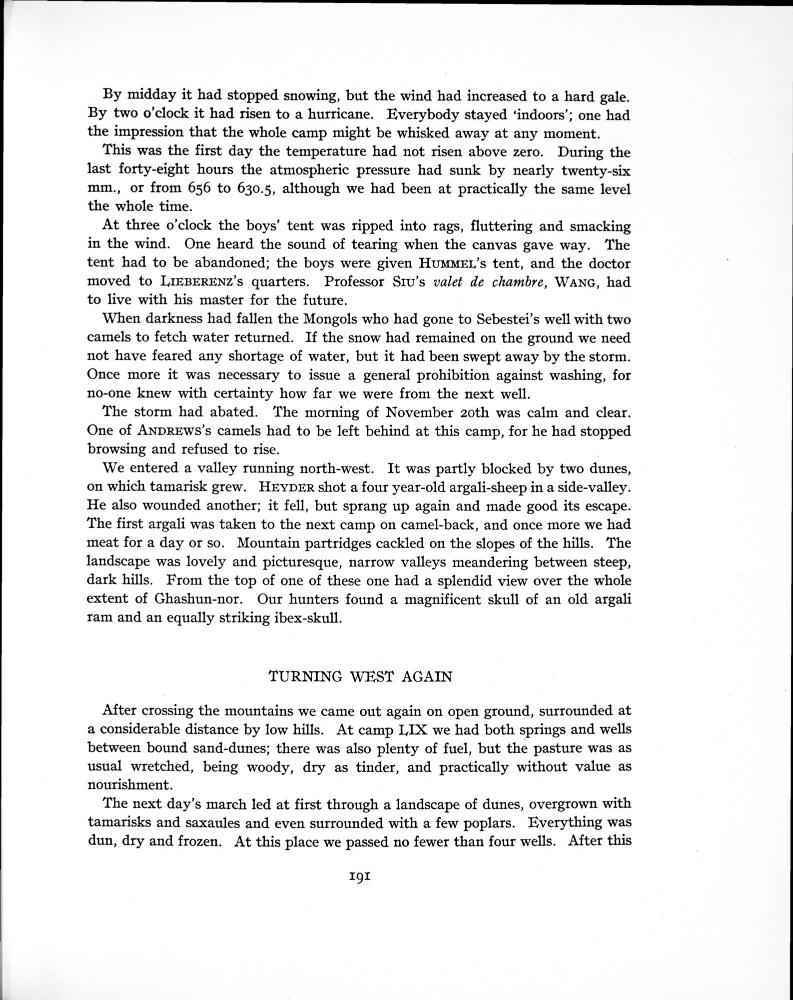 By midday it had stopped snowing, but the wind had increased to a hard gale.
By two o'clock it had risen to a hurricane. Everybody stayed 'indoors'; one had
the impression that the whole camp might be whisked away at any moment.
This was the first day the temperature had not risen above zero. During the
last forty-eight hours the atmospheric pressure had sunk by nearly twenty-six
mm., or from 656 to 630.5, although we had been at practically the same level
the whole time.
At three o'clock the boys' tent was ripped into rags, fluttering and smacking
in the wind. One heard the sound of tearing when the canvas gave way. The
tent had to be abandoned; the boys were given HUMMEL's tent, and the doctor
moved to LIEBERENZ's quarters. Professor SIU's valet de chambre, WANG, had
to live with his master for the future.
When darkness had fallen the Mongols who had gone to Sebestei's well with two
camels to fetch water returned. If the snow had remained on the ground we need
not have feared any shortage of water, but it had been swept away by the storm.
Once more it was necessary to issue a general prohibition against washing, for
no-one knew with certainty how far we were from the next well.
The storm had abated. The morning of November 20th was calm and clear.
One of ANDREWS's camels had to be left behind at this camp, for he had stopped
browsing and refused to rise.
We entered a valley running north-west. It was partly blocked by two dunes,
on which tamarisk grew. HEYDER shot a four year-old argali-sheep in a side-valley.
He also wounded another; it fell, but sprang up again and made good its escape.
The first argali was taken to the next camp on camel-back, and once more we had
meat for a day or so. Mountain partridges cackled on the slopes of the hills. The
landscape was lovely and picturesque, narrow valleys meandering between steep,
dark hills. From the top of one of these one had a splendid view over the whole
extent of Ghashun-nor. Our hunters found a magnificent skull of an old argali
ram and an equally striking ibex-skull.
TURNING WEST AGAIN
After crossing the mountains we came out again on open ground, surrounded at
a considerable distance by low hills. At camp LIX we had both springs and wells
between bound sand-dunes; there was also plenty of fuel, but the pasture was as
usual wretched, being woody, dry as tinder, and practically without value as
nourishment.
The next day's march led at first through a landscape of dunes, overgrown with
tamarisks and saxaules and even surrounded with a few poplars. Everything was
dun, dry and frozen. At this place we passed no fewer than four wells. After this
191